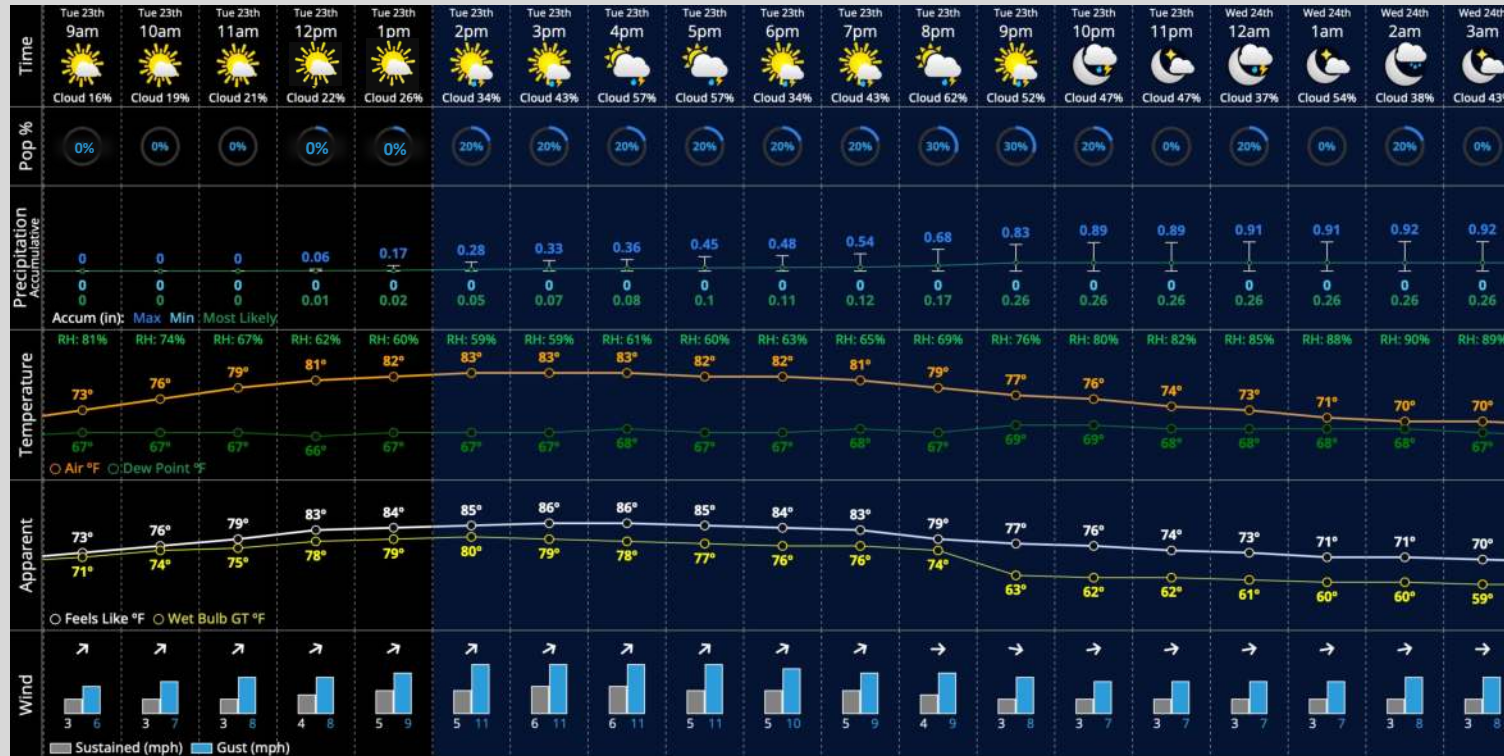 Time
Tue 23th Tue 23th Tue 23th Tue 23th Tue 23th Tue 23th Tue 23th Tue 23th Tue 23th Tue 23th Tue 23th Tue 23th Tue 23th Tue 23th Tue 23th Wed 24th Wed 24th Wed 24th Wed 24th
9am 10am 11am 12pm 1pm 2pm 3pm 4pm 5pm 6pm 7pm 8pm 9pm 10pm 11pm 12am 1am 2am 3am
Cloud 16% Cloud 19% Cloud 21% Cloud 22% Cloud 26% Cloud 34% Cloud 43% Cloud 57% Cloud 57% Cloud 34% Cloud 43% Cloud 62% Cloud 52% Cloud 47% Cloud 47% Cloud 37% Cloud 54% Cloud 38% Cloud 43%
Pop %
0% 0% 0% 0% 0% 20% 20% 20% 20% 20% 20% 30% 30% 20% 0% 20% 0% 20% 0%
Precipitation
Accumulative
0 0 0 0.06 0.17 0.28 0.33 0.36 0.45 0.48 0.54 0.68 0.83 0.89 0.89 0.91 0.91 0.92 0.92
0 0 0 0 0 0 0 0 0 0 0 0 0 0 0 0 0 0 0
0 0 0 0.01 0.02 0.05 0.07 0.08 0.1 0.11 0.12 0.17 0.26 0.26 0.26 0.26 0.26 0.26 0.26
Accum (in): Max Min Most Likely
Temperature
RH: 81% RH: 74% RH: 67% RH: 62% RH: 60% RH: 59% RH: 59% RH: 61% RH: 60% RH: 63% RH: 65% RH: 69% RH: 76% RH: 80% RH: 82% RH: 85% RH: 88% RH: 90% RH: 89%
73° 76° 79° 81° 82° 83° 83° 83° 82° 82° 81° 79° 77° 76° 74° 73° 71° 70° 70°
67° 67° 67° 66° 67° 67° 67° 68° 67° 67° 68° 67° 69° 69° 68° 68° 68° 68° 67°
Air °F Dew Point °F
Apparent
73° 76° 79° 83° 84° 85° 86° 86° 85° 84° 83° 79° 77° 76° 74° 73° 71° 71° 70°
71° 74° 75° 78° 79° 80° 79° 78° 77° 76° 76° 74° 63° 62° 62° 61° 60° 60° 59°
Feels Like °F Wet Bulb GT °F
Wind
3 6 3 7 3 8 4 8 5 9 5 11 6 11 6 11 5 11 5 10 5 9 4 9 3 8 3 7 3 7 3 7 3 7 3 8 3 8
Sustained (mph) Gust (mph)